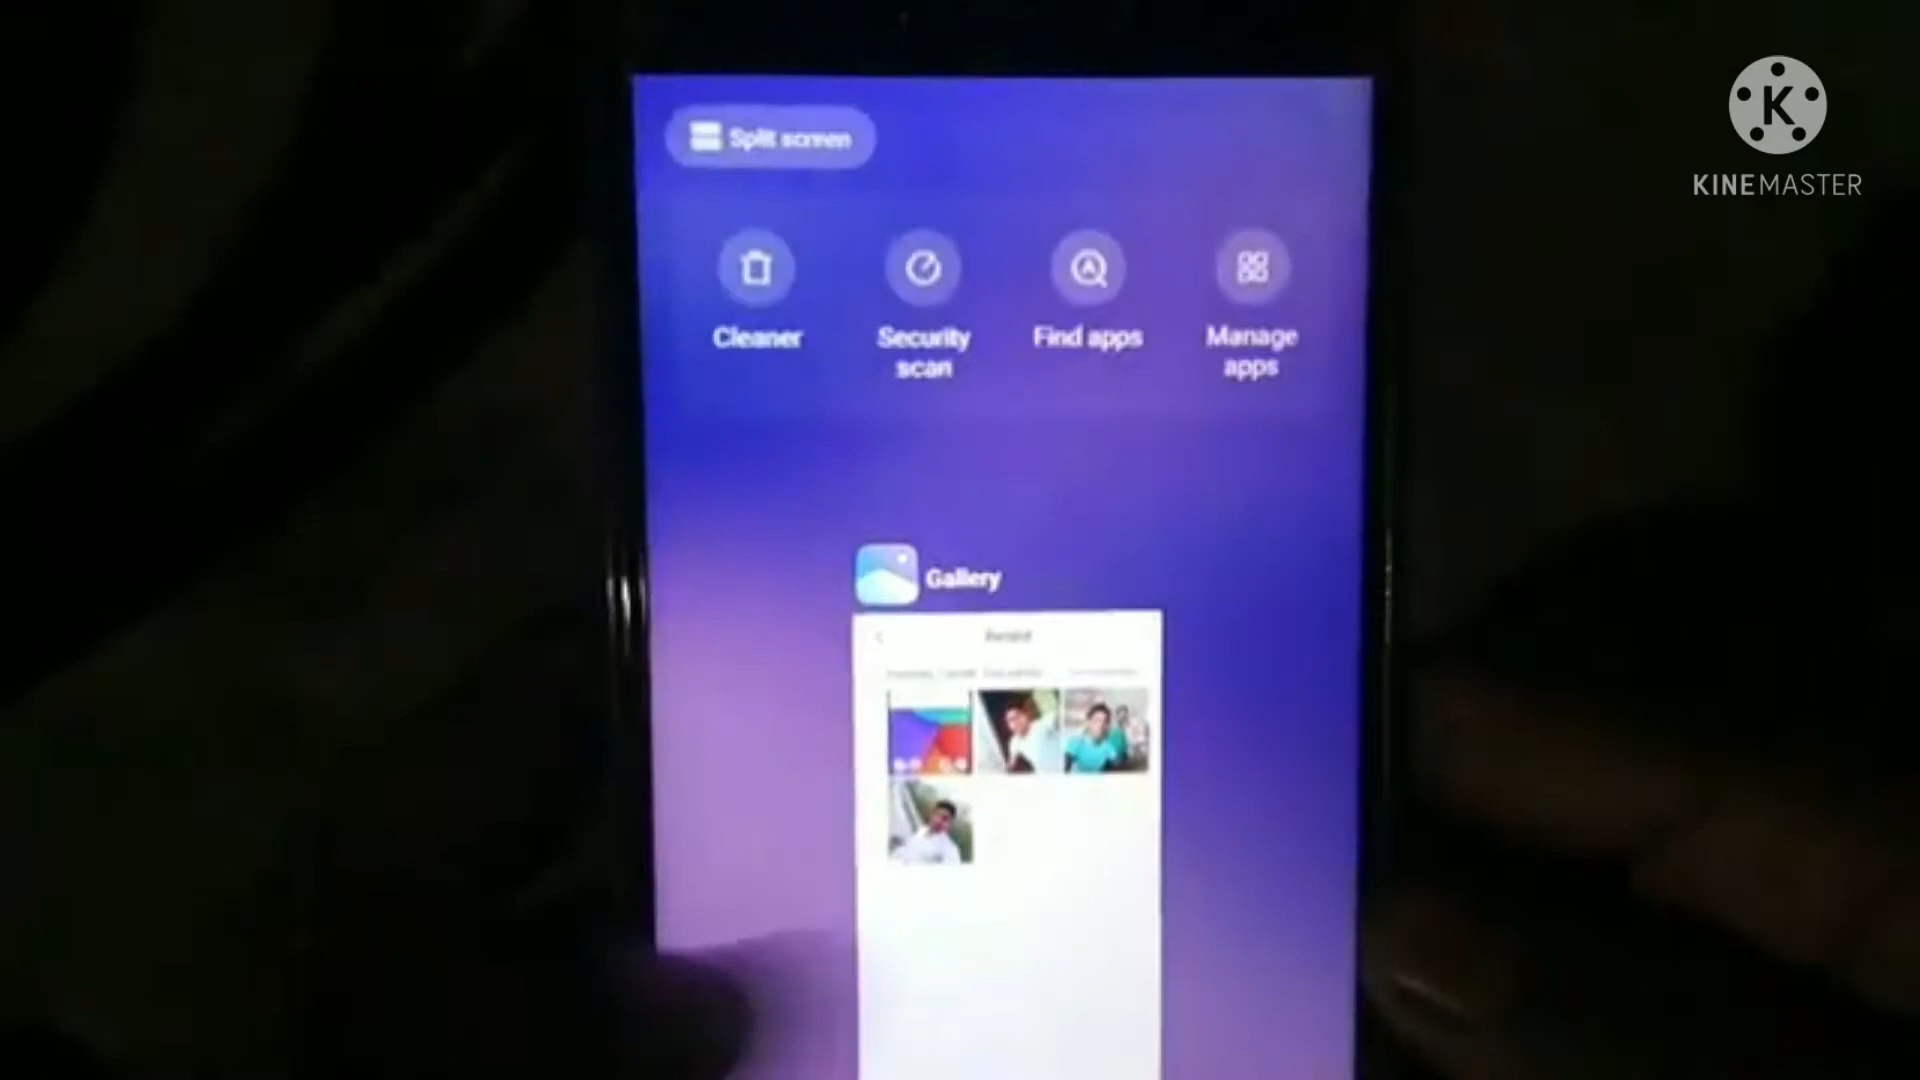 Split screen
K
KINEMASTER
Cleaner
Security
scan
Find apps
Manage
apps
Gallery